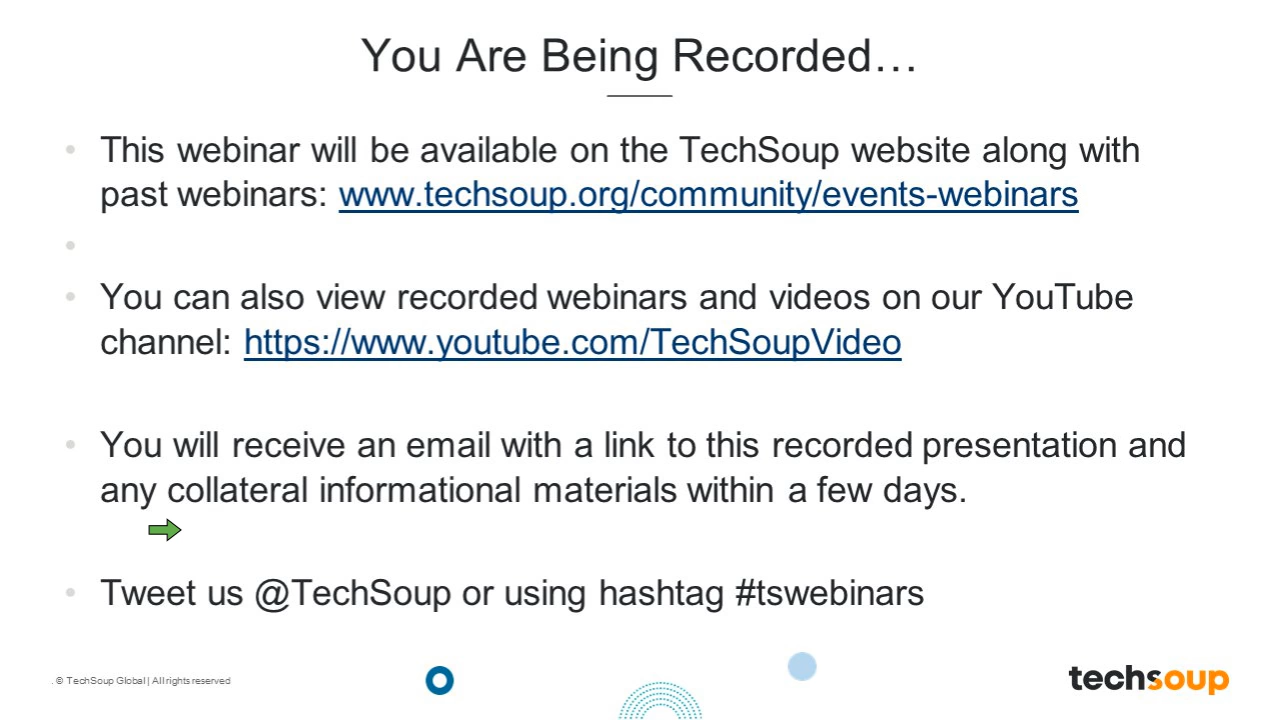 You Are Being Recorded…
• This webinar will be available on the TechSoup website along with
past webinars: www.techsoup.org/community/events-webinars
•
• You can also view recorded webinars and videos on our YouTube
channel: https://www.youtube.com/TechSoupVideo
• You will receive an email with a link to this recorded presentation and
any collateral informational materials within a few days.
• Tweet us @TechSoup or using hashtag #tswebinars
. © TechSoup Global | All rights reserved
techsoup